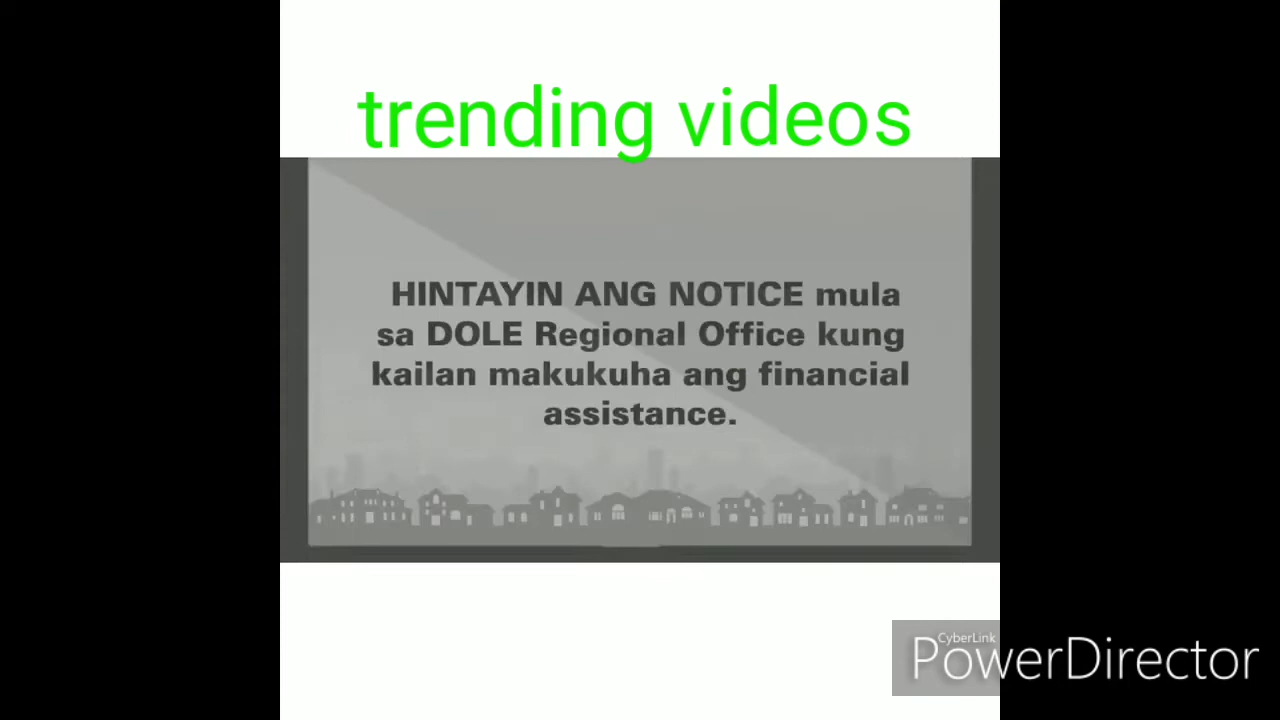 trending videos
HINTAYIN ANG NOTICE mula
sa DOLE Regional Office kung
kailan makukuha ang financial
assistance.
CyberLink
PowerDirector